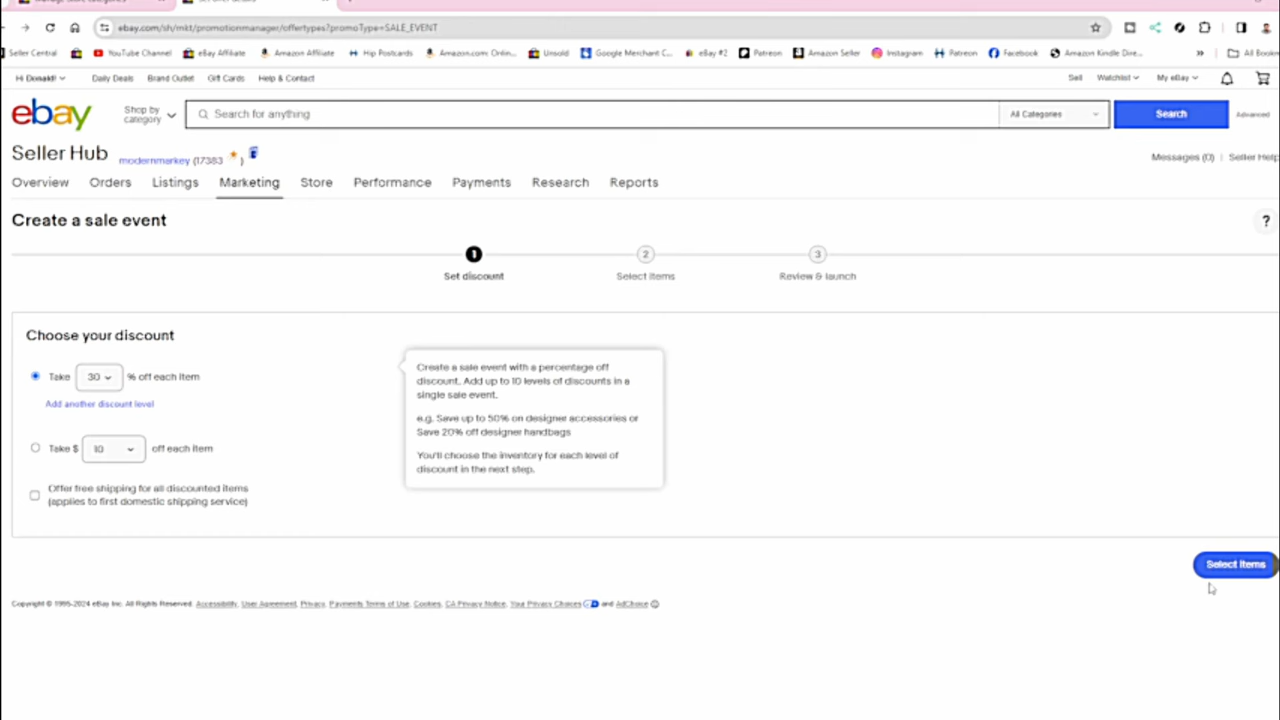 ebay.com/sh/mkt/promotionmanager/offertypes?promoType=SALE_EVENT
Seller Central YouTube Channel eBay Affiliate Amazon Affiliate Hip Postcards Amazon.com: Onlin... Unsold Google Merchant C... eBay #2 Patreon Amazon Seller Instagram Patreon Facebook Amazon Kindle Dire... » All Bookm
Hi Donald! Daily Deals Brand Outlet Gift Cards Help & Contact Sell Watchlist My eBay
ebay Shop by category Search for anything All Categories Search Advanced
Seller Hub modernmarkey (17383 ) Messages (0) | Seller Help
Overview Orders Listings Marketing Store Performance Payments Research Reports
Create a sale event ?
1 2 3
Set discount Select items Review & launch
Choose your discount
Take 30 % off each item
Add another discount level
Take $ 10 off each item
Offer free shipping for all discounted items
(applies to first domestic shipping service)
Create a sale event with a percentage off
discount. Add up to 10 levels of discounts in a
single sale event.
e.g. Save up to 50% on designer accessories or
Save 20% off designer handbags
You'll choose the inventory for each level of
discount in the next step.
Select items
Copyright © 1995-2024 eBay Inc. All Rights Reserved. Accessibility, User Agreement, Privacy, Payments Terms of Use, Cookies, CA Privacy Notice, Your Privacy Choices and AdChoice